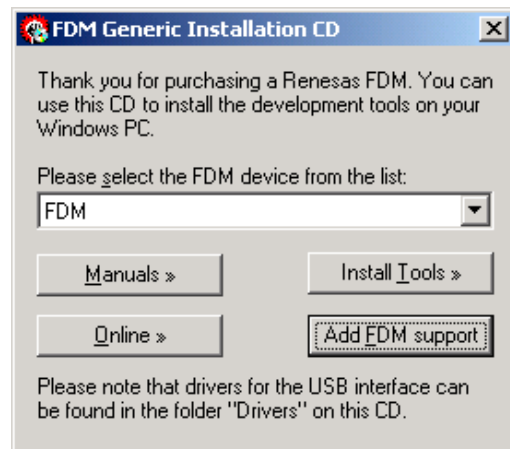 FDM Generic Installation CD
Thank you for purchasing a Renesas FDM. You can
use this CD to install the development tools on your
Windows PC.
Please select the FDM device from the list:
FDM
Manuals »
Install Tools »
Online »
Add FDM support
Please note that drivers for the USB interface can
be found in the folder "Drivers" on this CD.